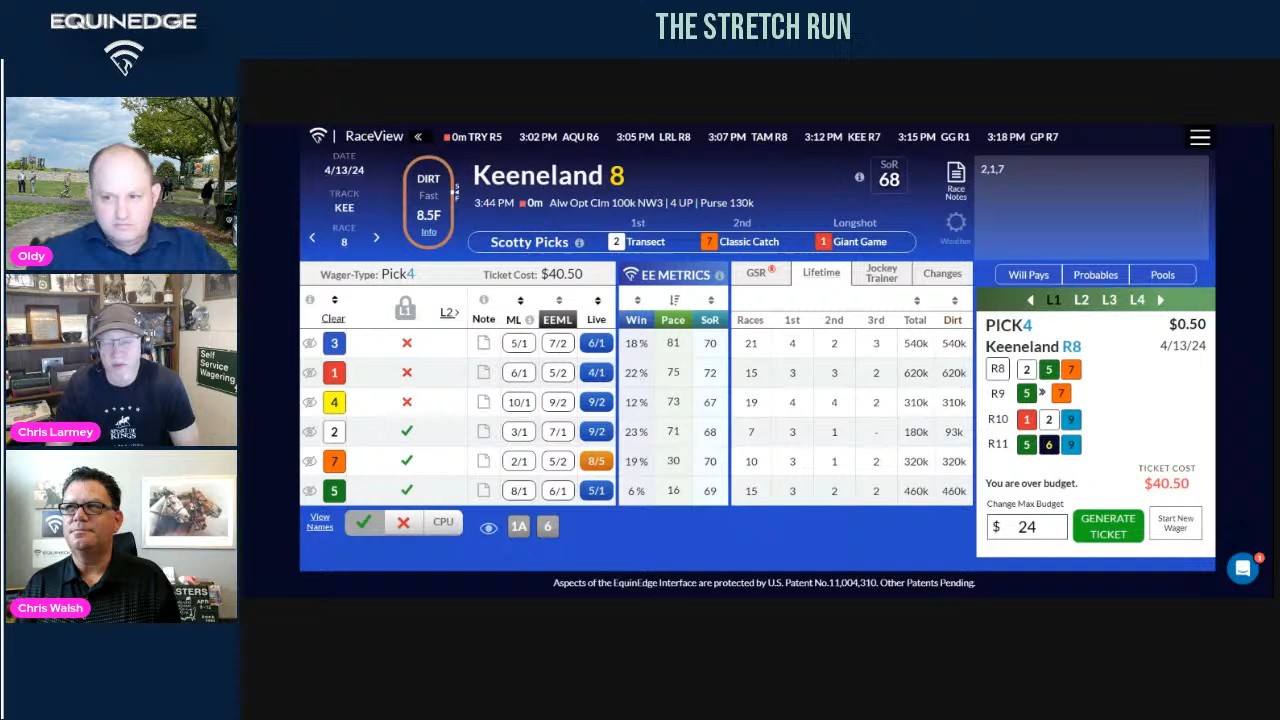 EQUINEDGE
THE STRETCH RUN
Oldy
Chris Larmey
Self
Service
Wagering
SPORT OF
KINGS
Chris Walsh
RaceView « 0m TRY R5 3:02 PM AQU R6 3:05 PM LRL R8 3:07 PM TAM R8 3:12 PM KEE R7 3:15 PM GG R1 3:18 PM GP R7
DATE
4/13/24
TRACK
KEE
RACE
8
DIRT
Fast
8.5F
Info
Keeneland 8
3:44 PM 0m Alw Opt Clm 100k NW3 | 4 UP | Purse 130k
SoR
68
Race
Notes
Weather
2,1,7
1st 2nd Longshot
Scotty Picks 2 Transect 7 Classic Catch 1 Giant Game
Wager-Type: Pick4 Ticket Cost: $40.50
EE METRICS
GSR Lifetime Jockey Trainer Changes
Clear L1 L2> Note ML EEML Live Win Pace SoR Races 1st 2nd 3rd Total Dirt
3 5/1 7/2 6/1 18% 81 70 21 4 2 3 540k 540k
1 6/1 5/2 4/1 22% 75 72 15 3 3 2 620k 620k
4 10/1 9/2 9/2 12% 73 67 19 4 4 2 310k 310k
2 3/1 7/1 9/2 23% 71 68 5 3 - - 180k 93k
7 2/1 5/2 8/5 19% 30 70 10 3 1 2 320k 320k
5 8/1 6/1 5/1 6% 16 69 15 3 2 2 460k 460k
View
Names
CPU
1A 6
Will Pays Probables Pools
L1 L2 L3 L4
PICK4 $0.50
Keeneland R8 4/13/24
R8 2 5 7
R9 5 » 7
R10 1 2 9
R11 5 6 9
TICKET COST
You are over budget. $40.50
Change Max Budget
$ 24
GENERATE
TICKET
Start New
Wager
1
Aspects of the EquinEdge Interface are protected by U.S. Patent No.11,004,310. Other Patents Pending.